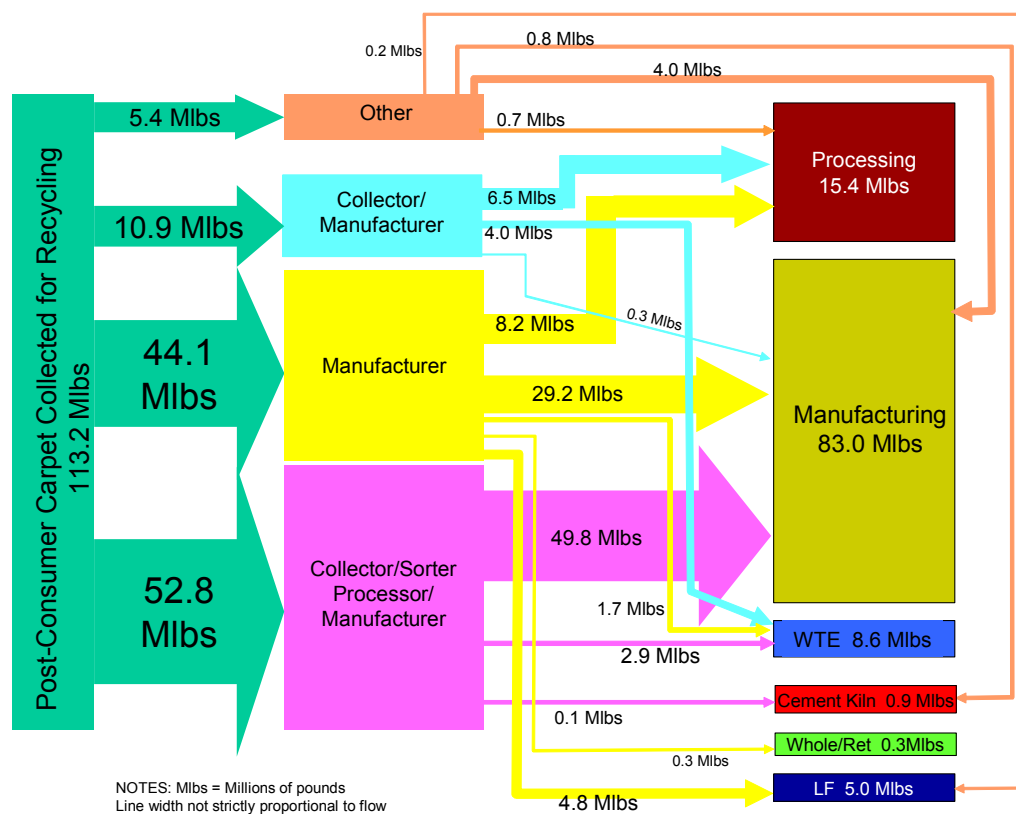 0.2 Mlbs
0.8 Mlbs
4.0 Mlbs
Post-Consumer Carpet Collected for Recycling
113.2 Mlbs
5.4 Mlbs
Other
0.7 Mlbs
Processing
15.4 Mlbs
10.9 Mlbs
Collector/
Manufacturer
6.5 Mlbs
4.0 Mlbs
0.3 Mlbs
44.1
Mlbs
Manufacturer
8.2 Mlbs
29.2 Mlbs
Manufacturing
83.0 Mlbs
52.8
Mlbs
Collector/Sorter
Processor/
Manufacturer
49.8 Mlbs
1.7 Mlbs
2.9 Mlbs
WTE 8.6 Mlbs
0.1 Mlbs
Cement Kiln 0.9 Mlbs
0.3 Mlbs
Whole/Ret 0.3Mlbs
4.8 Mlbs
LF 5.0 Mlbs
NOTES: Mlbs = Millions of pounds
Line width not strictly proportional to flow